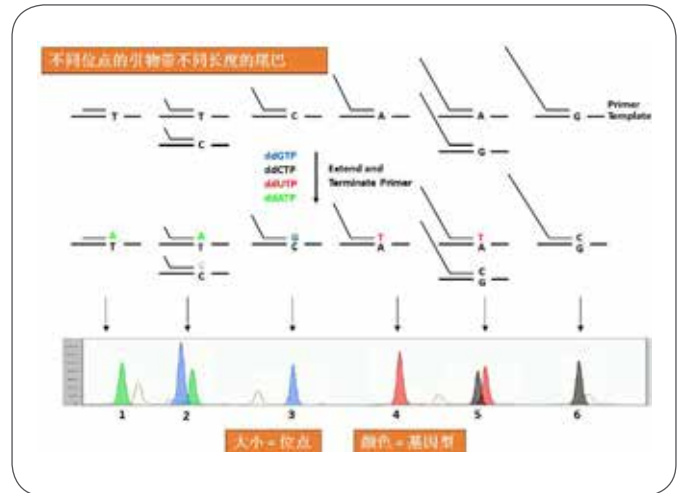 不同位点的引物带不同长度的尾巴
T T C A A G Primer
Template
C G
ddGTP
ddCTP Extend and
ddUTP Terminate Primer
ddATP
A A G T T C
T T C A A G
C
C G
1 2 3 4 5 6
大小 = 位点 颜色 = 基因型